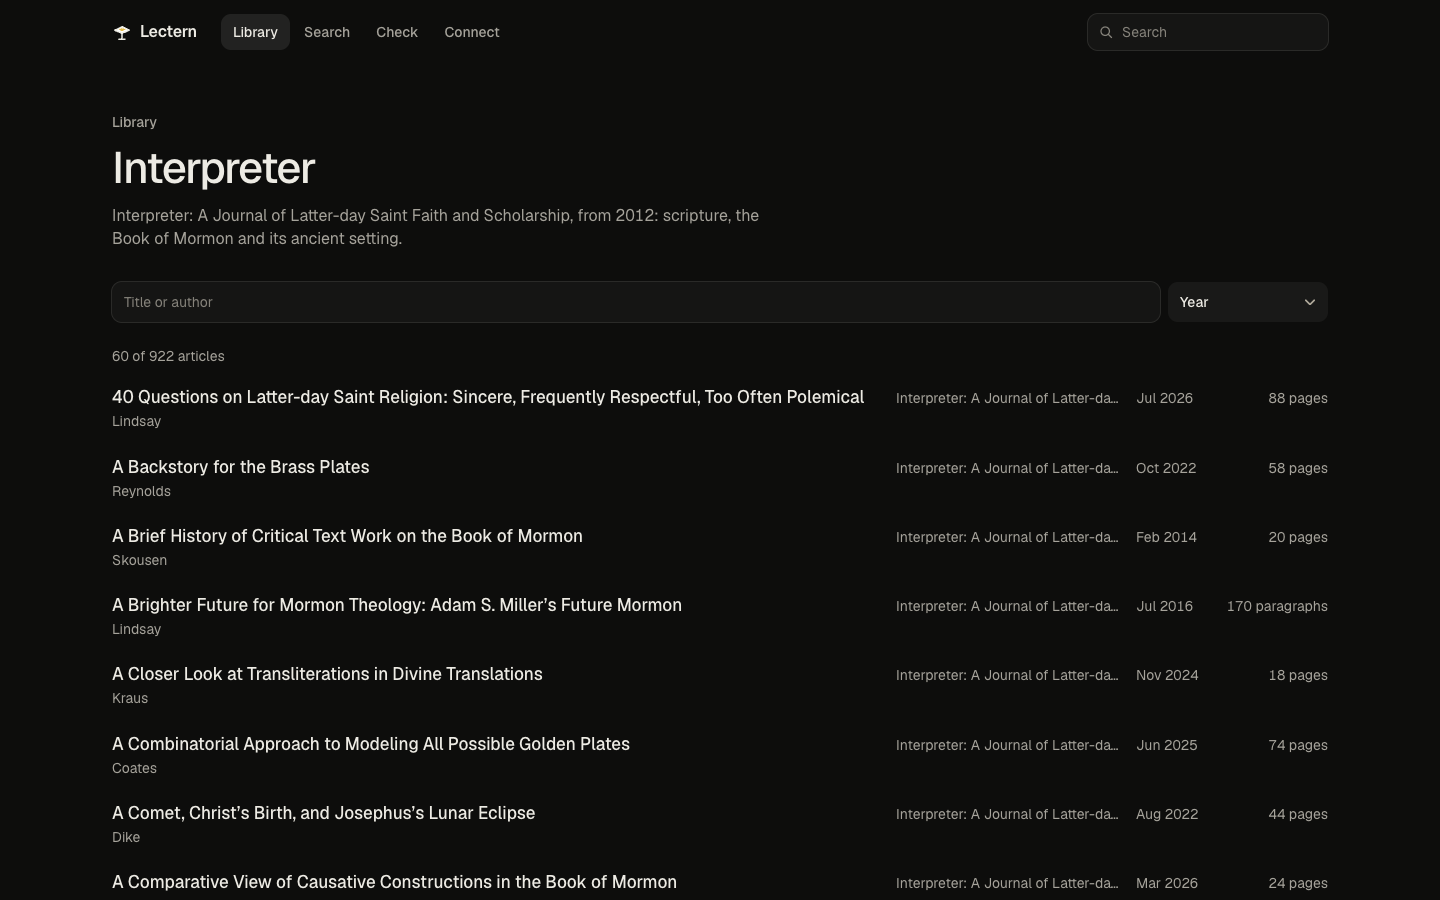 Lectern
Library
Search
Check
Connect
Search
Library
Interpreter
Interpreter: A Journal of Latter-day Saint Faith and Scholarship, from 2012: scripture, the
Book of Mormon and its ancient setting.
Title or author
Year
60 of 922 articles
40 Questions on Latter-day Saint Religion: Sincere, Frequently Respectful, Too Often Polemical
Interpreter: A Journal of Latter-da… Jul 2026 88 pages
Lindsay
A Backstory for the Brass Plates
Interpreter: A Journal of Latter-da… Oct 2022 58 pages
Reynolds
A Brief History of Critical Text Work on the Book of Mormon
Interpreter: A Journal of Latter-da… Feb 2014 20 pages
Skousen
A Brighter Future for Mormon Theology: Adam S. Miller’s Future Mormon
Interpreter: A Journal of Latter-da… Jul 2016 170 paragraphs
Lindsay
A Closer Look at Transliterations in Divine Translations
Interpreter: A Journal of Latter-da… Nov 2024 18 pages
Kraus
A Combinatorial Approach to Modeling All Possible Golden Plates
Interpreter: A Journal of Latter-da… Jun 2025 74 pages
Coates
A Comet, Christ’s Birth, and Josephus’s Lunar Eclipse
Interpreter: A Journal of Latter-da… Aug 2022 44 pages
Dike
A Comparative View of Causative Constructions in the Book of Mormon
Interpreter: A Journal of Latter-da… Mar 2026 24 pages